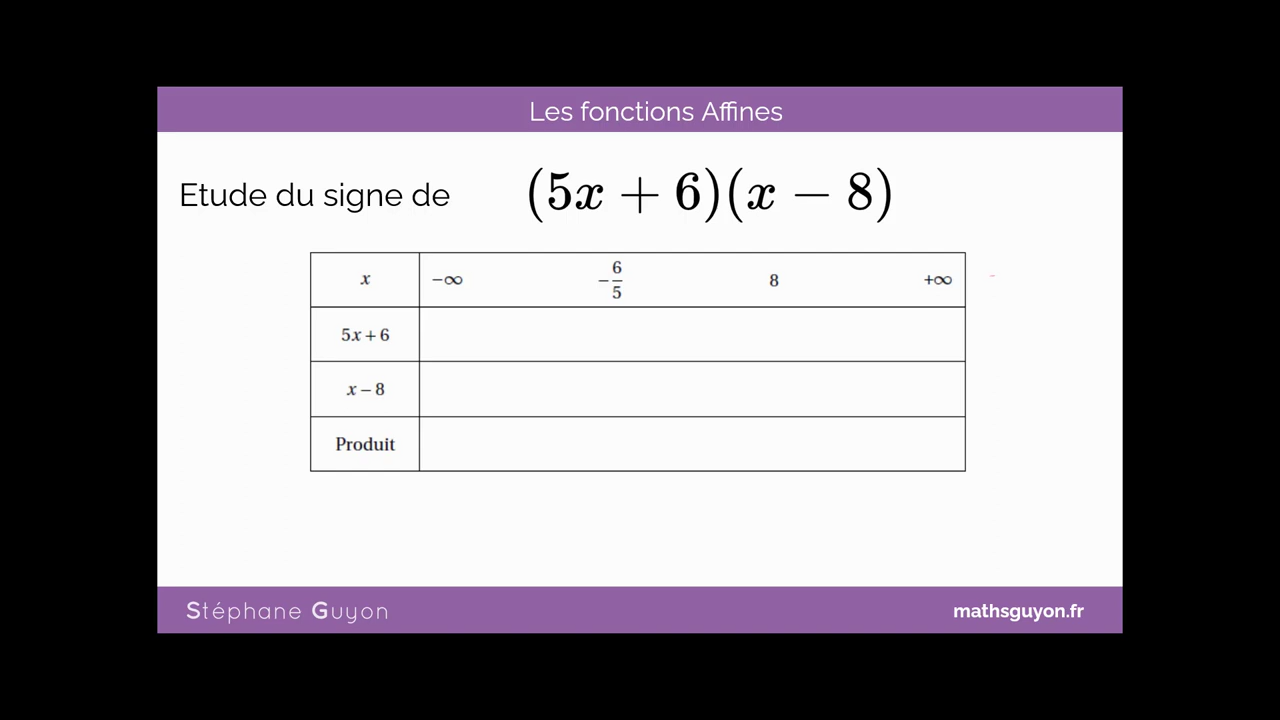 Les fonctions Affines
Etude du signe de (5x + 6)(x − 8)
x −∞ −6/5 8 +∞
5x + 6
x − 8
Produit
Stéphane Guyon mathsguyon.fr